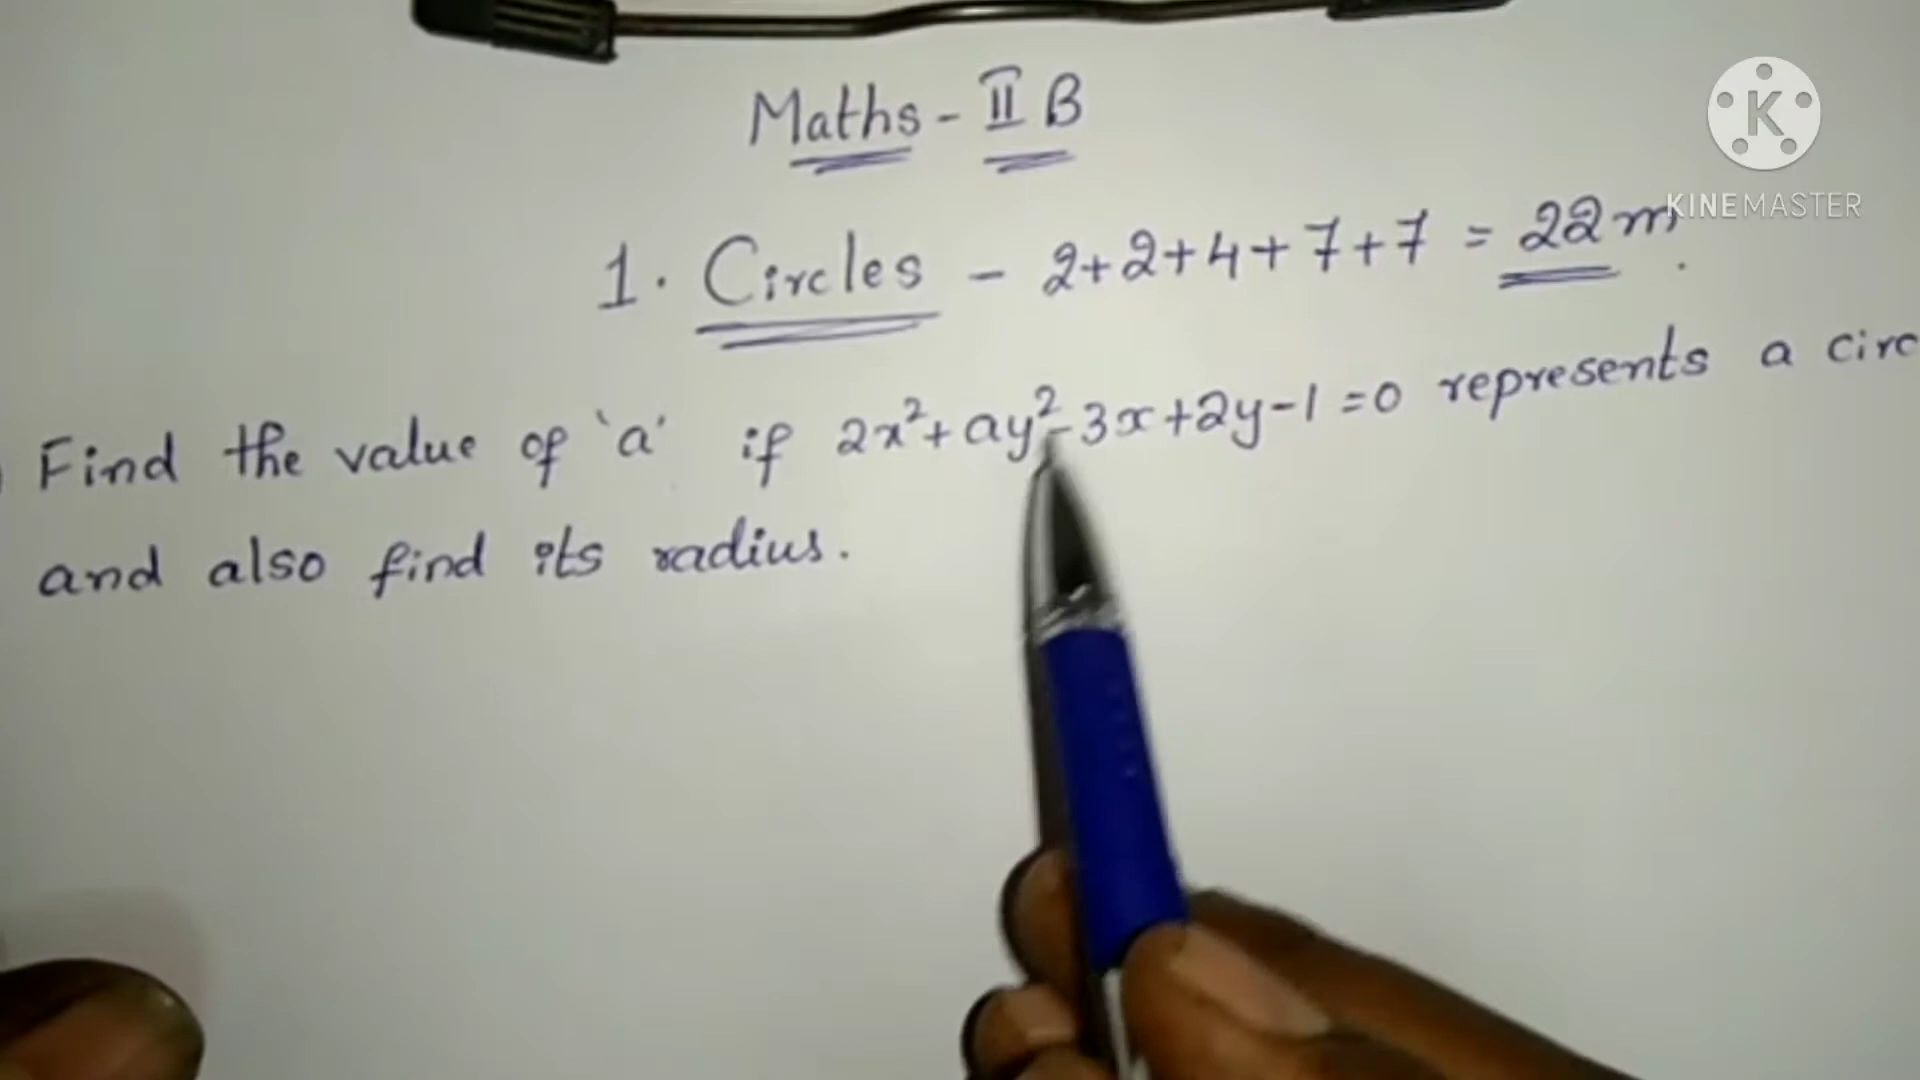 Maths - II B
K
KINEMASTER
1. Circles - 2+2+4+7+7 = 22m
Find the value of 'a' if 2x²+ay²-3x+2y-1=0 represents a circ
and also find its radius.